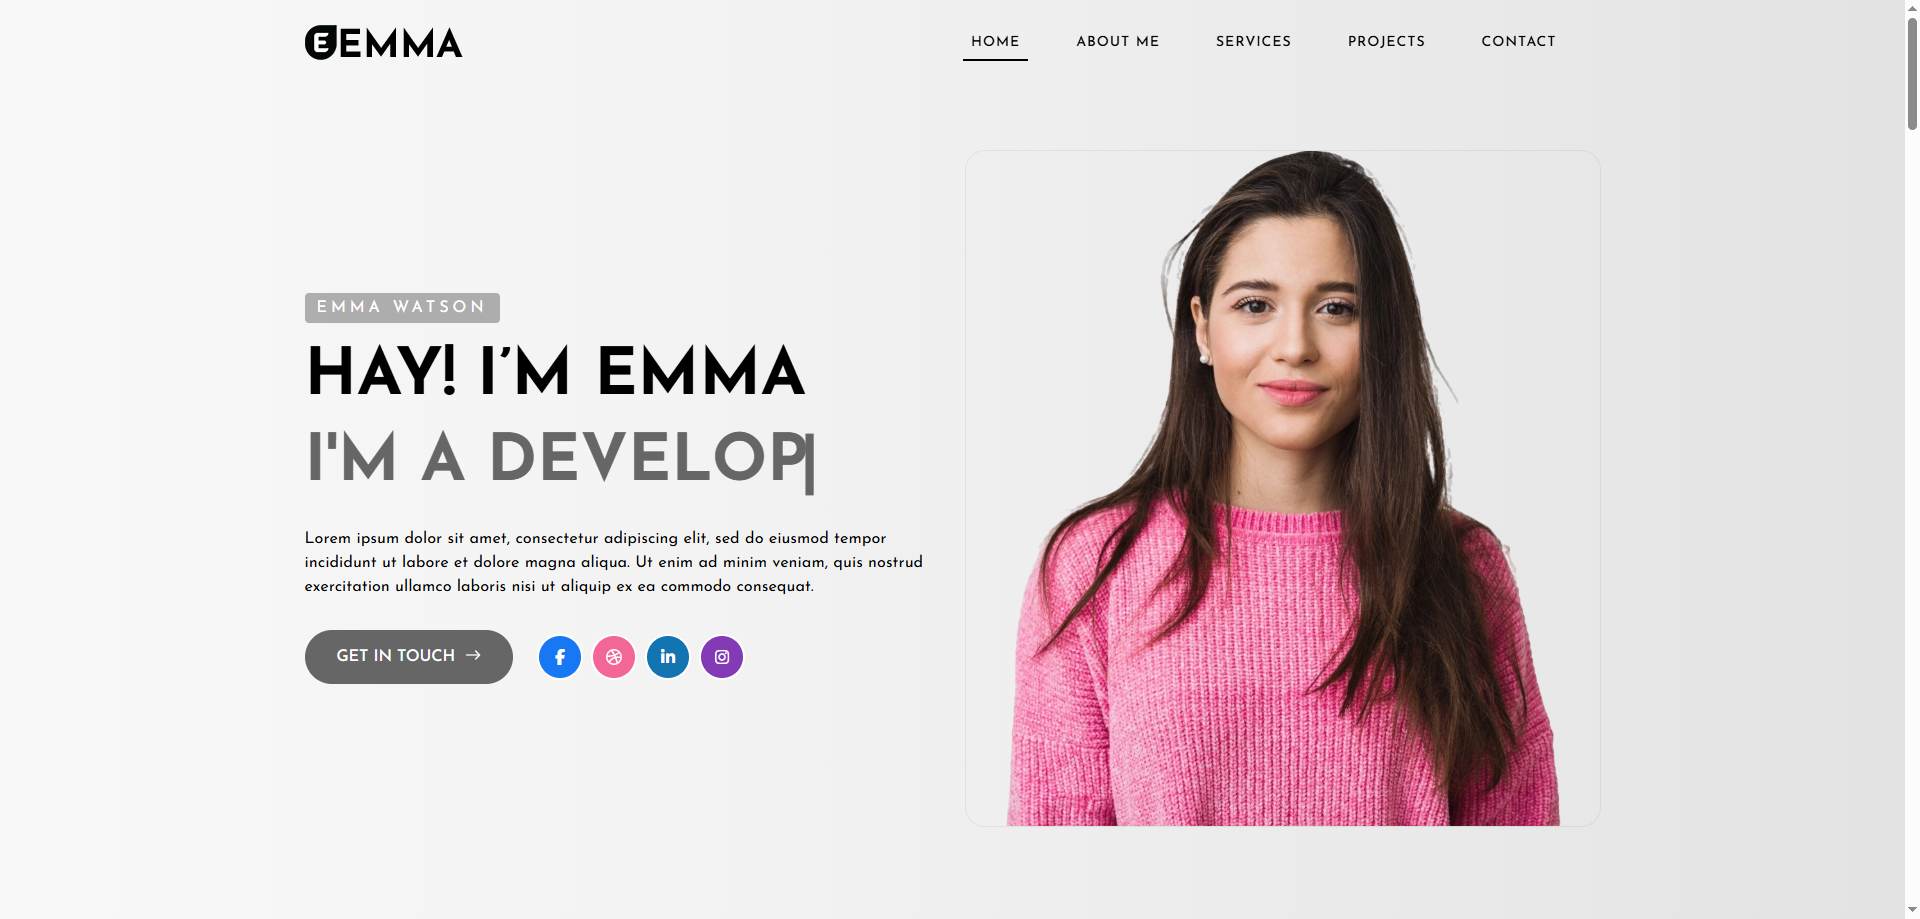 EMMA
HOME ABOUT ME SERVICES PROJECTS CONTACT
EMMA WATSON
HAY! I’M EMMA
I'M A DEVELOP|
Lorem ipsum dolor sit amet, consectetur adipiscing elit, sed do eiusmod tempor
incididunt ut labore et dolore magna aliqua. Ut enim ad minim veniam, quis nostrud
exercitation ullamco laboris nisi ut aliquip ex ea commodo consequat.
GET IN TOUCH →